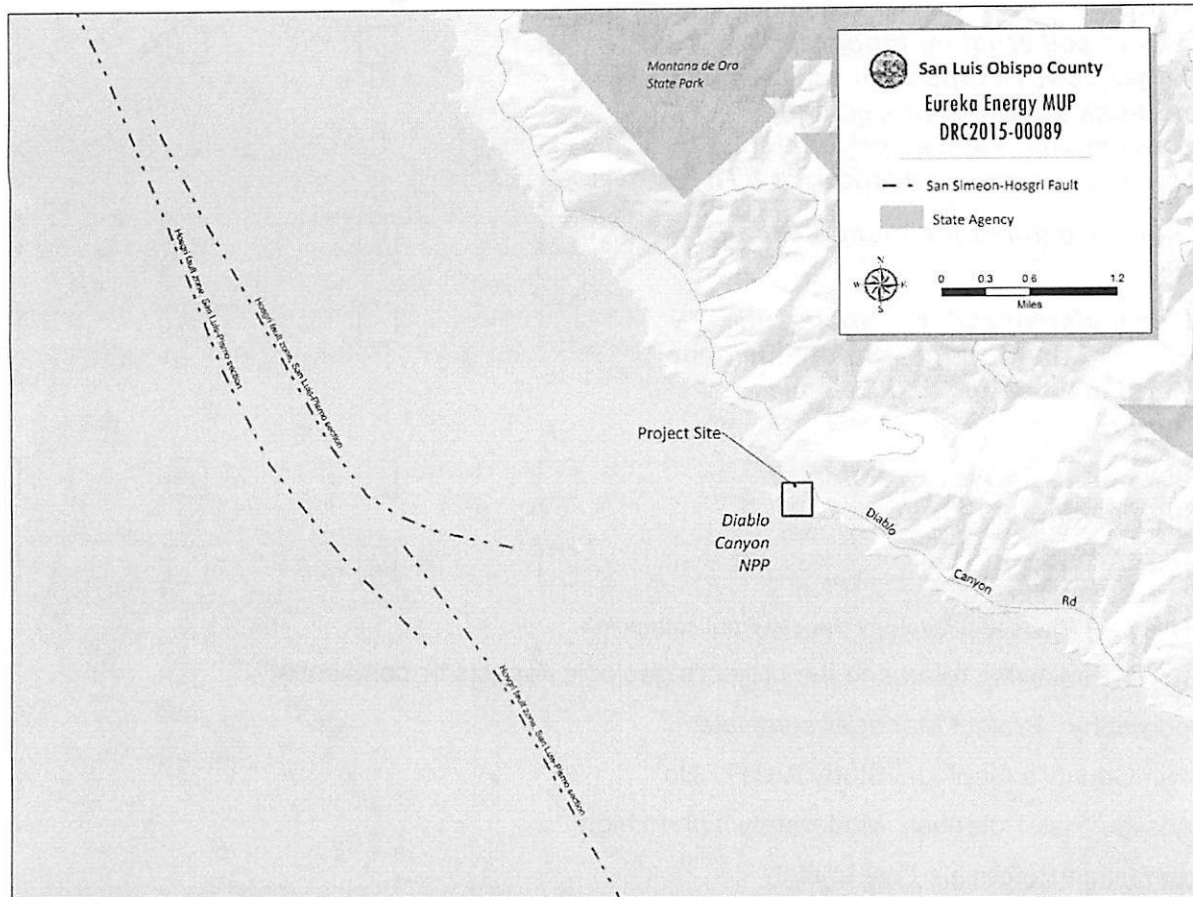 Montana de Oro
State Park
San Luis Obispo County
Eureka Energy MUP
DRC2015-00089
San Simeon-Hosgri Fault
State Agency
N
W E
S
0 0.3 0.6 1.2
Miles
Hosgri fault zone, San Luis-Pismo section
Hosgri fault zone, San Luis-Pismo section
Project Site
Diablo
Canyon
NPP
Diablo
Canyon
Rd
Hosgri fault zone, San Luis-Pismo section